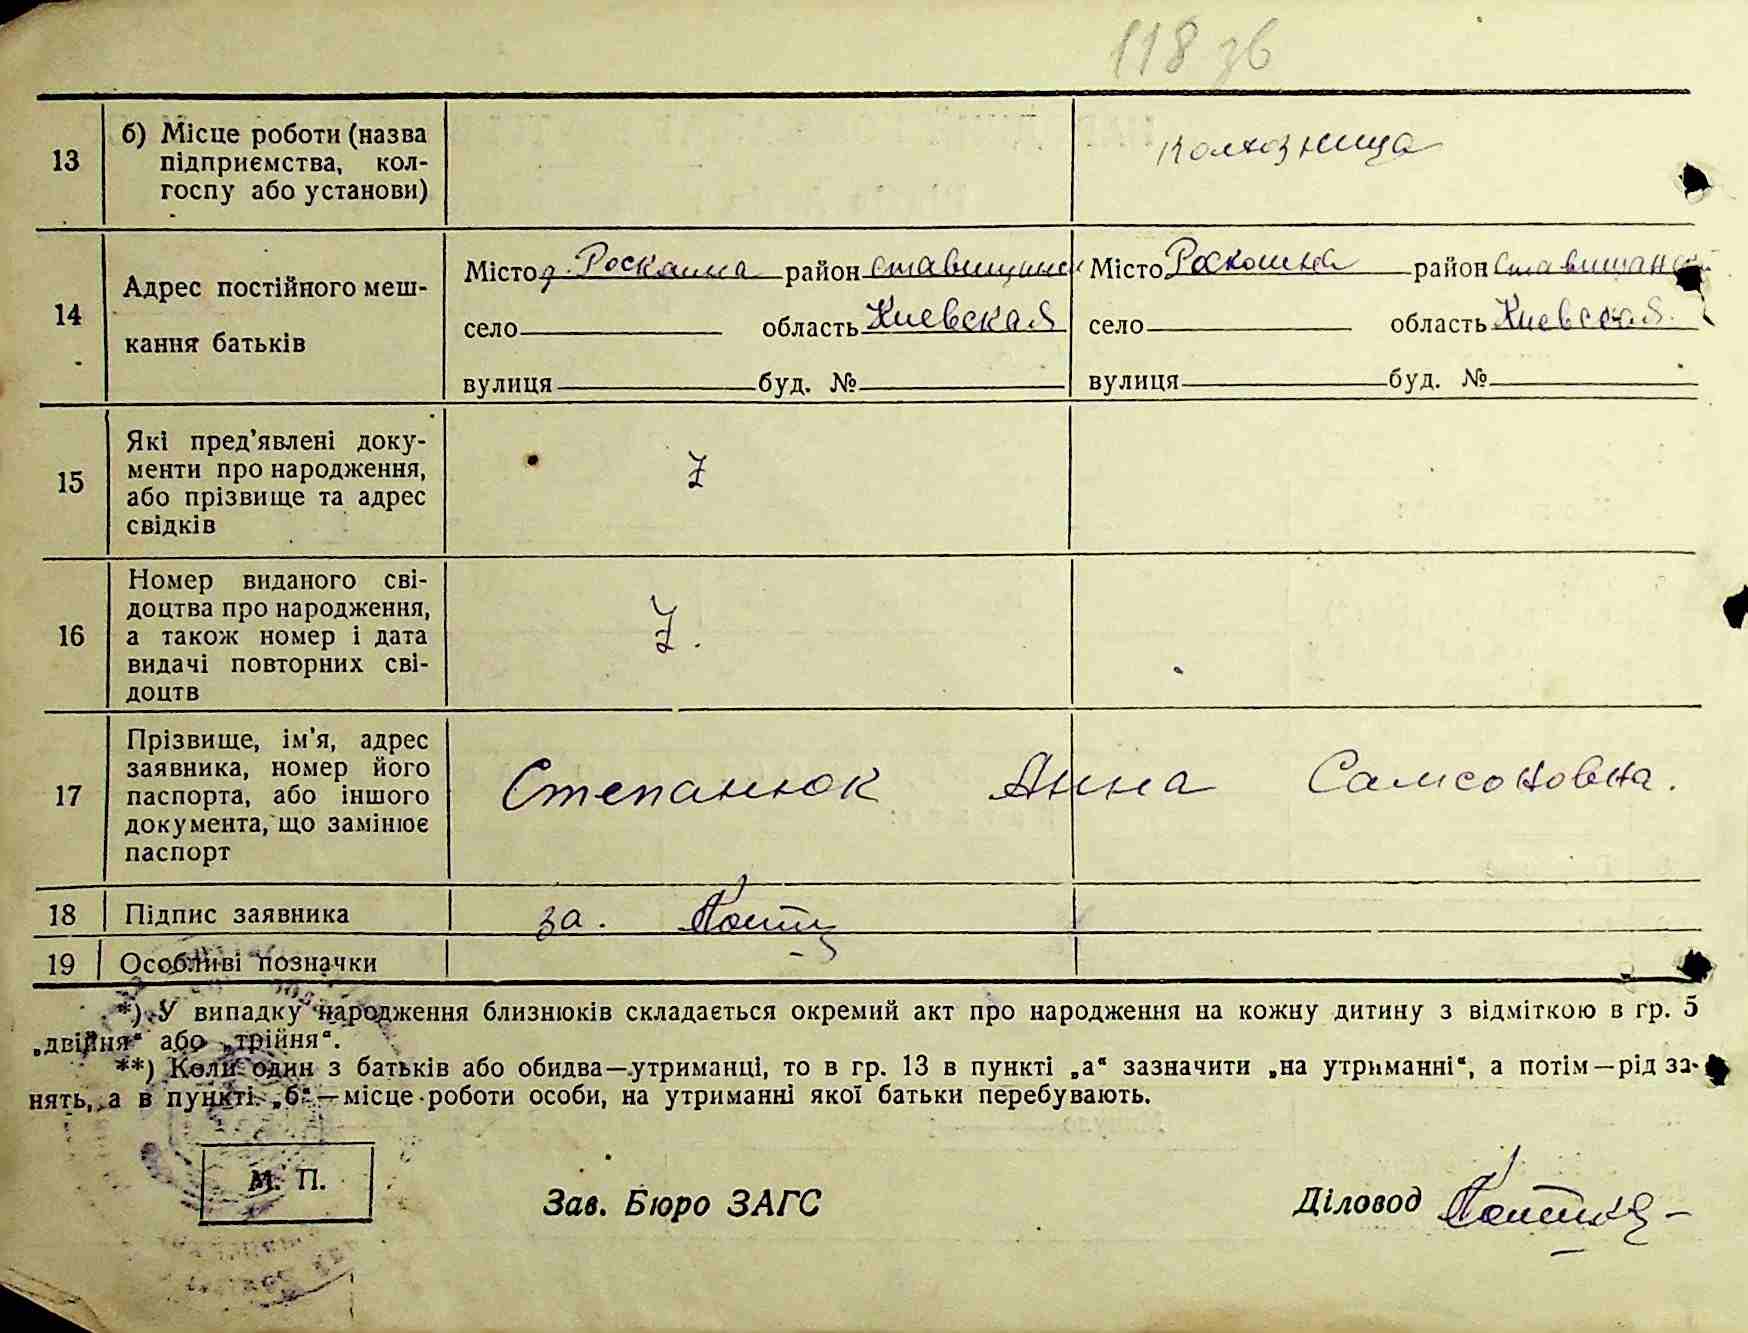 118 зв
13 б) Місце роботи (назва
підприємства, кол-
госпу або установи)
колхозница
14 Адрес постійного меш-
кання батьків
Місто д. Роскашна район Ставищанск
село область Киевская
вулиця буд. №
Місто Роскошна район Ставищанск
село область Киевская
вулиця буд. №
15 Які пред'явлені доку-
менти про народження,
або прізвище та адрес
свідків
16 Номер виданого сві-
доцтва про народження,
а також номер і дата
видачі повторних сві-
доцтв
17 Прізвище, ім'я, адрес
заявника, номер його
паспорта, або іншого
документа, що замінює
паспорт
Степанюк Анна Самсоновна.
18 Підпис заявника за.
19 Особливі позначки
*) У випадку народження близнюків складається окремий акт про народження на кожну дитину з відміткою в гр. 5
„двійня“ або „трійня“.
**) Коли один з батьків або обидва—утриманці, то в гр. 13 в пункті „а“ зазначити „на утриманні“, а потім—рід за-
нять, а в пункті „б“—місце роботи особи, на утриманні якої батьки перебувають.
М. П.
Зав. Бюро ЗАГС
Діловод